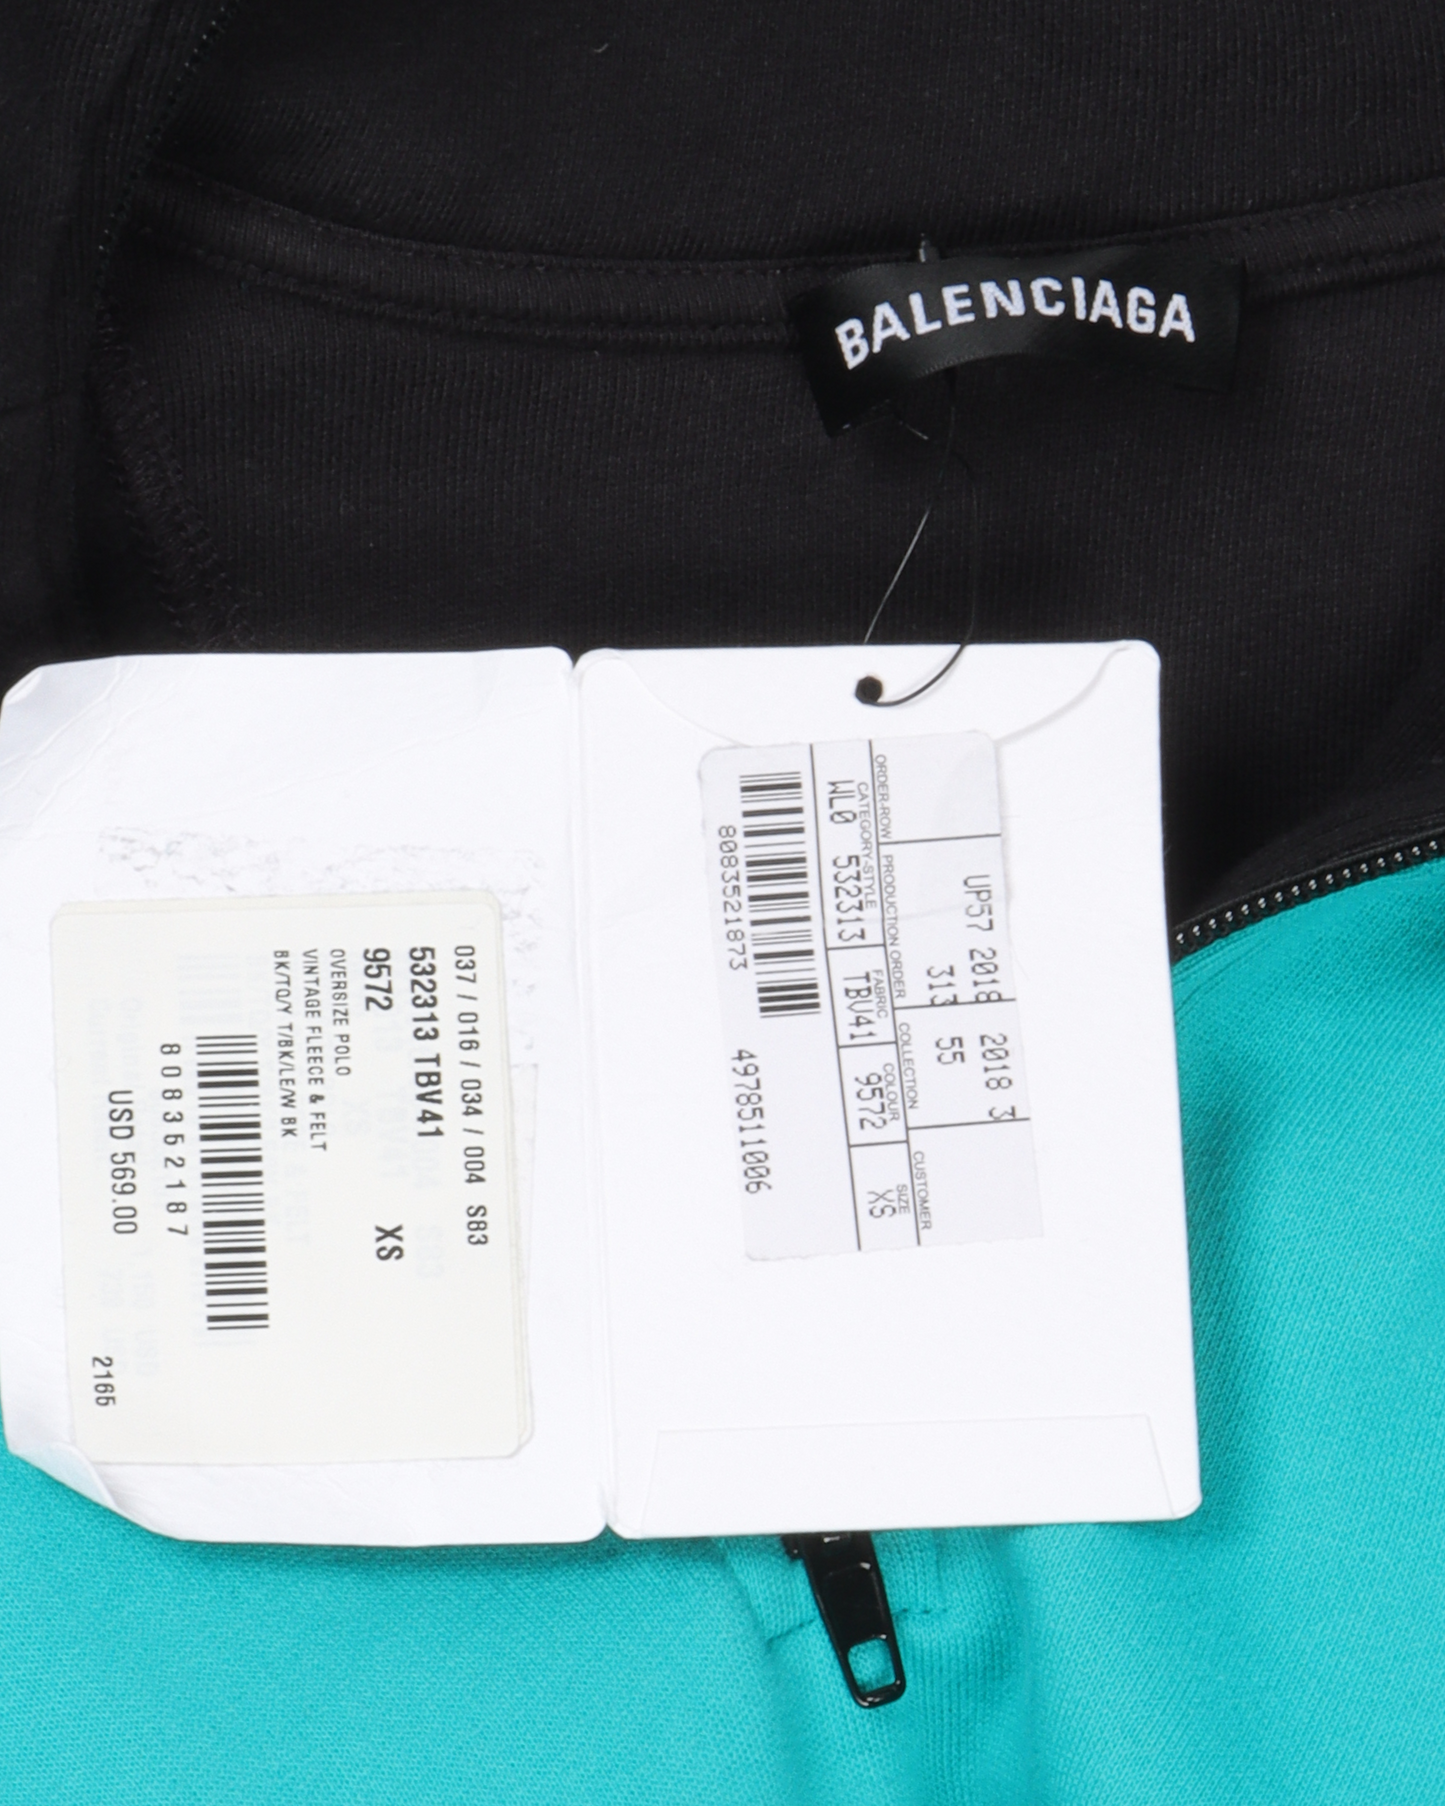 BALENCIAGA
037 / 016 / 034 / 004 S83
532313 TBV41
9572 XS
OVERSIZE POLO
VINTAGE FLEECE & FELT
BK/TQ/Y T/BK/LE/W BK
808352187
USD 569.00
2165
UP57 2018 2018 3
313 55
ORDER-ROW PRODUCTION ORDER COLLECTION CUSTOMER
CATEGORY-STYLE FABRIC COLOUR SIZE
WL0 532313 TBV41 9572 XS
8083521873 4978511006